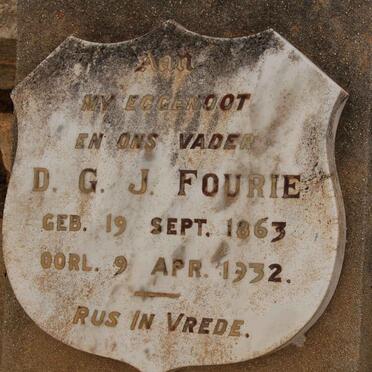 Aan
MY EGGENOOT
EN ONS VADER
D. G. J. FOURIE
GEB. 19 SEPT. 1863
OORL. 9 APR. 1932.
RUS IN VREDE.